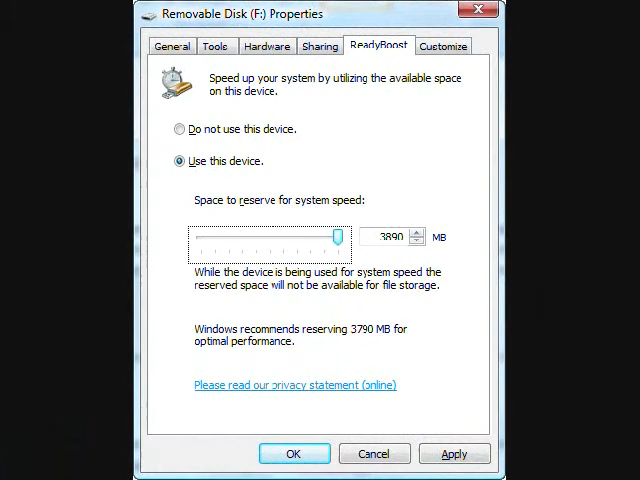 Removable Disk (F:) Properties
General Tools Hardware Sharing ReadyBoost Customize
Speed up your system by utilizing the available space
on this device.
Do not use this device.
Use this device.
Space to reserve for system speed:
3890 MB
While the device is being used for system speed the
reserved space will not be available for file storage.
Windows recommends reserving 3790 MB for
optimal performance.
Please read our privacy statement (online)
OK Cancel Apply